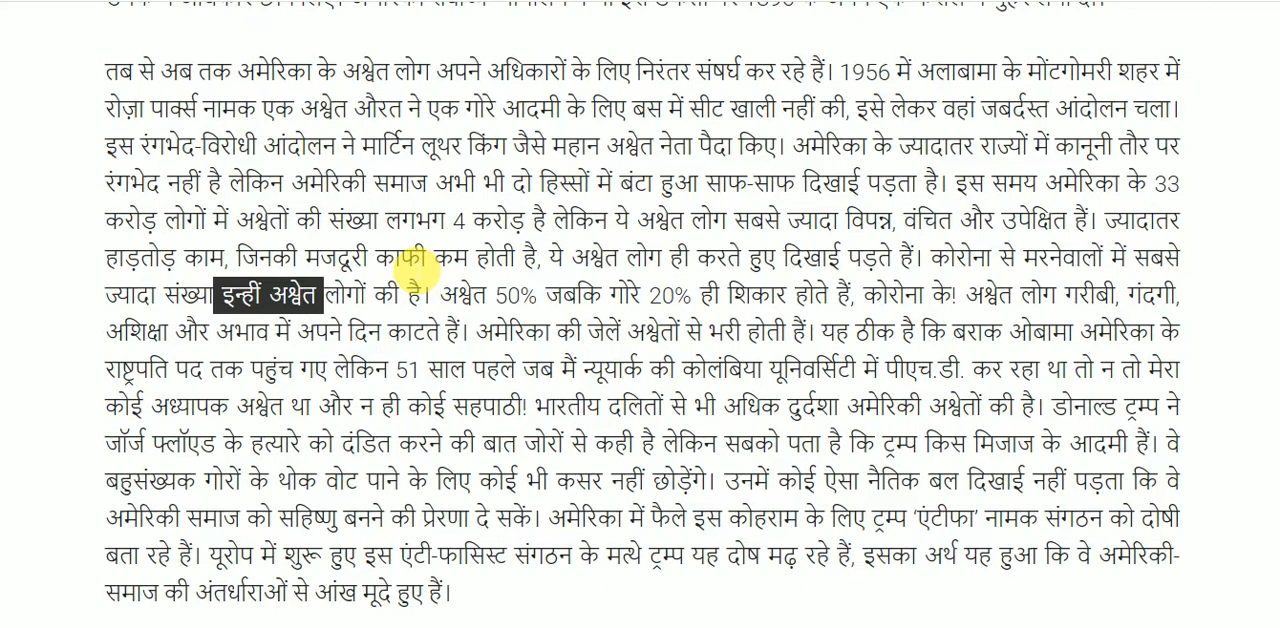 तब से अब तक अमेरिका के अश्वेत लोग अपने अधिकारों के लिए निरंतर संषर्घ कर रहे हैं। 1956 में अलाबामा के मोंटगोमरी शहर में
रोज़ा पार्क्स नामक एक अश्वेत औरत ने एक गोरे आदमी के लिए बस में सीट खाली नहीं की, इसे लेकर वहां जबर्दस्त आंदोलन चला।
इस रंगभेद-विरोधी आंदोलन ने मार्टिन लूथर किंग जैसे महान अश्वेत नेता पैदा किए। अमेरिका के ज्यादातर राज्यों में कानूनी तौर पर
रंगभेद नहीं है लेकिन अमेरिकी समाज अभी भी दो हिस्सों में बंटा हुआ साफ-साफ दिखाई पड़ता है। इस समय अमेरिका के 33
करोड़ लोगों में अश्वेतों की संख्या लगभग 4 करोड़ है लेकिन ये अश्वेत लोग सबसे ज्यादा विपन्न, वंचित और उपेक्षित हैं। ज्यादातर
हाड़तोड़ काम, जिनकी मजदूरी काफी कम होती है, ये अश्वेत लोग ही करते हुए दिखाई पड़ते हैं। कोरोना से मरनेवालों में सबसे
ज्यादा संख्या इन्हीं अश्वेत लोगों की है। अश्वेत 50% जबकि गोरे 20% ही शिकार होते हैं, कोरोना के! अश्वेत लोग गरीबी, गंदगी,
अशिक्षा और अभाव में अपने दिन काटते हैं। अमेरिका की जेलें अश्वेतों से भरी होती हैं। यह ठीक है कि बराक ओबामा अमेरिका के
राष्ट्रपति पद तक पहुंच गए लेकिन 51 साल पहले जब मैं न्यूयार्क की कोलंबिया यूनिवर्सिटी में पीएच.डी. कर रहा था तो न तो मेरा
कोई अध्यापक अश्वेत था और न ही कोई सहपाठी! भारतीय दलितों से भी अधिक दुर्दशा अमेरिकी अश्वेतों की है। डोनाल्ड ट्रम्प ने
जॉर्ज फ्लॉएड के हत्यारे को दंडित करने की बात जोरों से कही है लेकिन सबको पता है कि ट्रम्प किस मिजाज के आदमी हैं। वे
बहुसंख्यक गोरों के थोक वोट पाने के लिए कोई भी कसर नहीं छोड़ेंगे। उनमें कोई ऐसा नैतिक बल दिखाई नहीं पड़ता कि वे
अमेरिकी समाज को सहिष्णु बनने की प्रेरणा दे सकें। अमेरिका में फैले इस कोहराम के लिए ट्रम्प ‘एंटीफा’ नामक संगठन को दोषी
बता रहे हैं। यूरोप में शुरू हुए इस एंटी-फासिस्ट संगठन के मत्थे ट्रम्प यह दोष मढ़ रहे हैं, इसका अर्थ यह हुआ कि वे अमेरिकी-
समाज की अंतर्धाराओं से आंख मूदे हुए हैं।